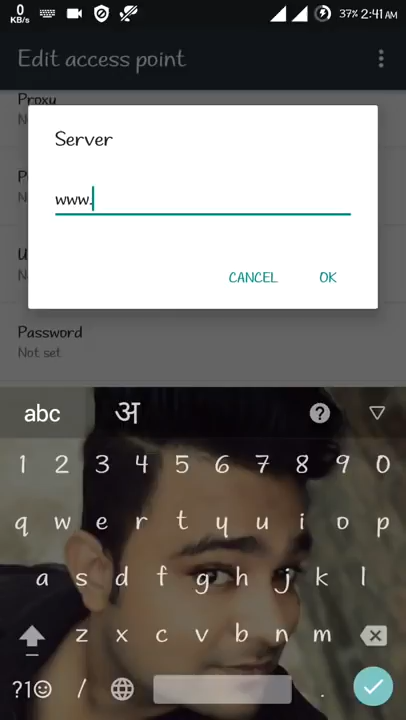 0
KB/s
37% 2:41 AM
Edit access point
Proxy
Server
www.
CANCEL OK
Password
Not set
abc अ ?
1 2 3 4 5 6 7 8 9 0
q w e r t y u i o p
a s d f g h j k l
z x c v b n m
?1☺ / .